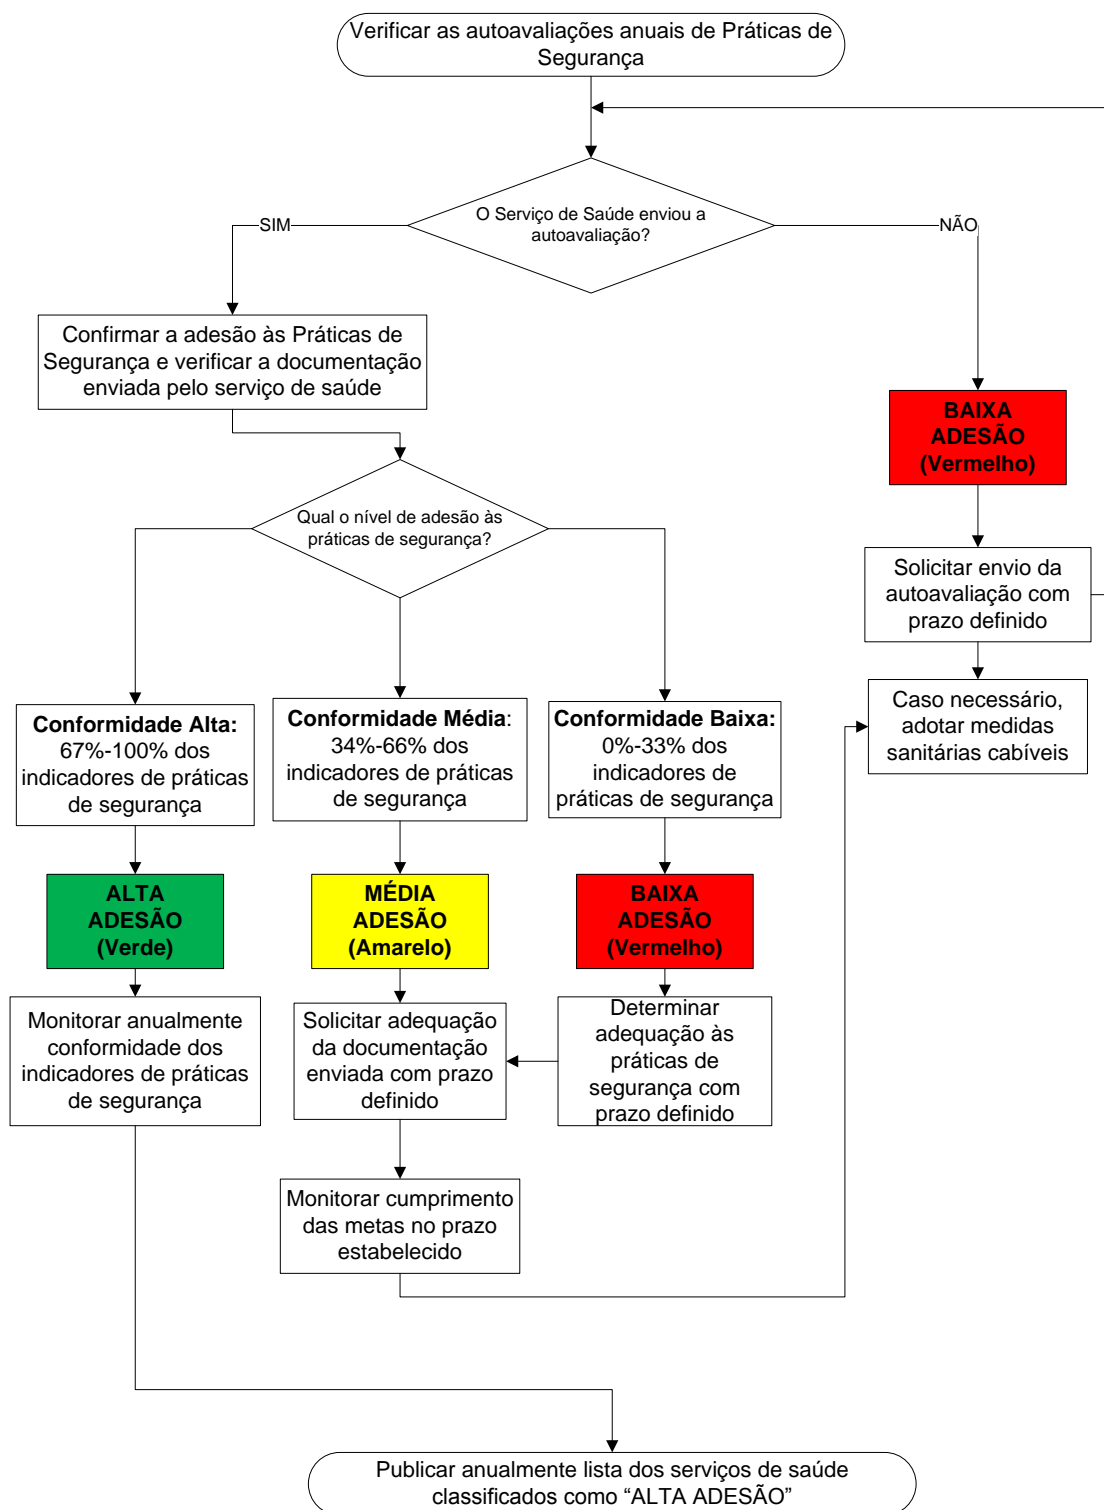 Verificar as autoavaliações anuais de Práticas de
Segurança
O Serviço de Saúde enviou a
autoavaliação?
SIM
NÃO
Confirmar a adesão às Práticas de
Segurança e verificar a documentação
enviada pelo serviço de saúde
BAIXA
ADESÃO
(Vermelho)
Qual o nível de adesão às
práticas de segurança?
Solicitar envio da
autoavaliação com
prazo definido
Caso necessário,
adotar medidas
sanitárias cabíveis
Conformidade Alta:
67%-100% dos
indicadores de práticas
de segurança
Conformidade Média:
34%-66% dos
indicadores de práticas
de segurança
Conformidade Baixa:
0%-33% dos
indicadores de
práticas de segurança
ALTA
ADESÃO
(Verde)
MÉDIA
ADESÃO
(Amarelo)
BAIXA
ADESÃO
(Vermelho)
Monitorar anualmente
conformidade dos
indicadores de práticas
de segurança
Solicitar adequação
da documentação
enviada com prazo
definido
Determinar
adequação às
práticas de
segurança com
prazo definido
Monitorar cumprimento
das metas no prazo
estabelecido
Publicar anualmente lista dos serviços de saúde
classificados como “ALTA ADESÃO”